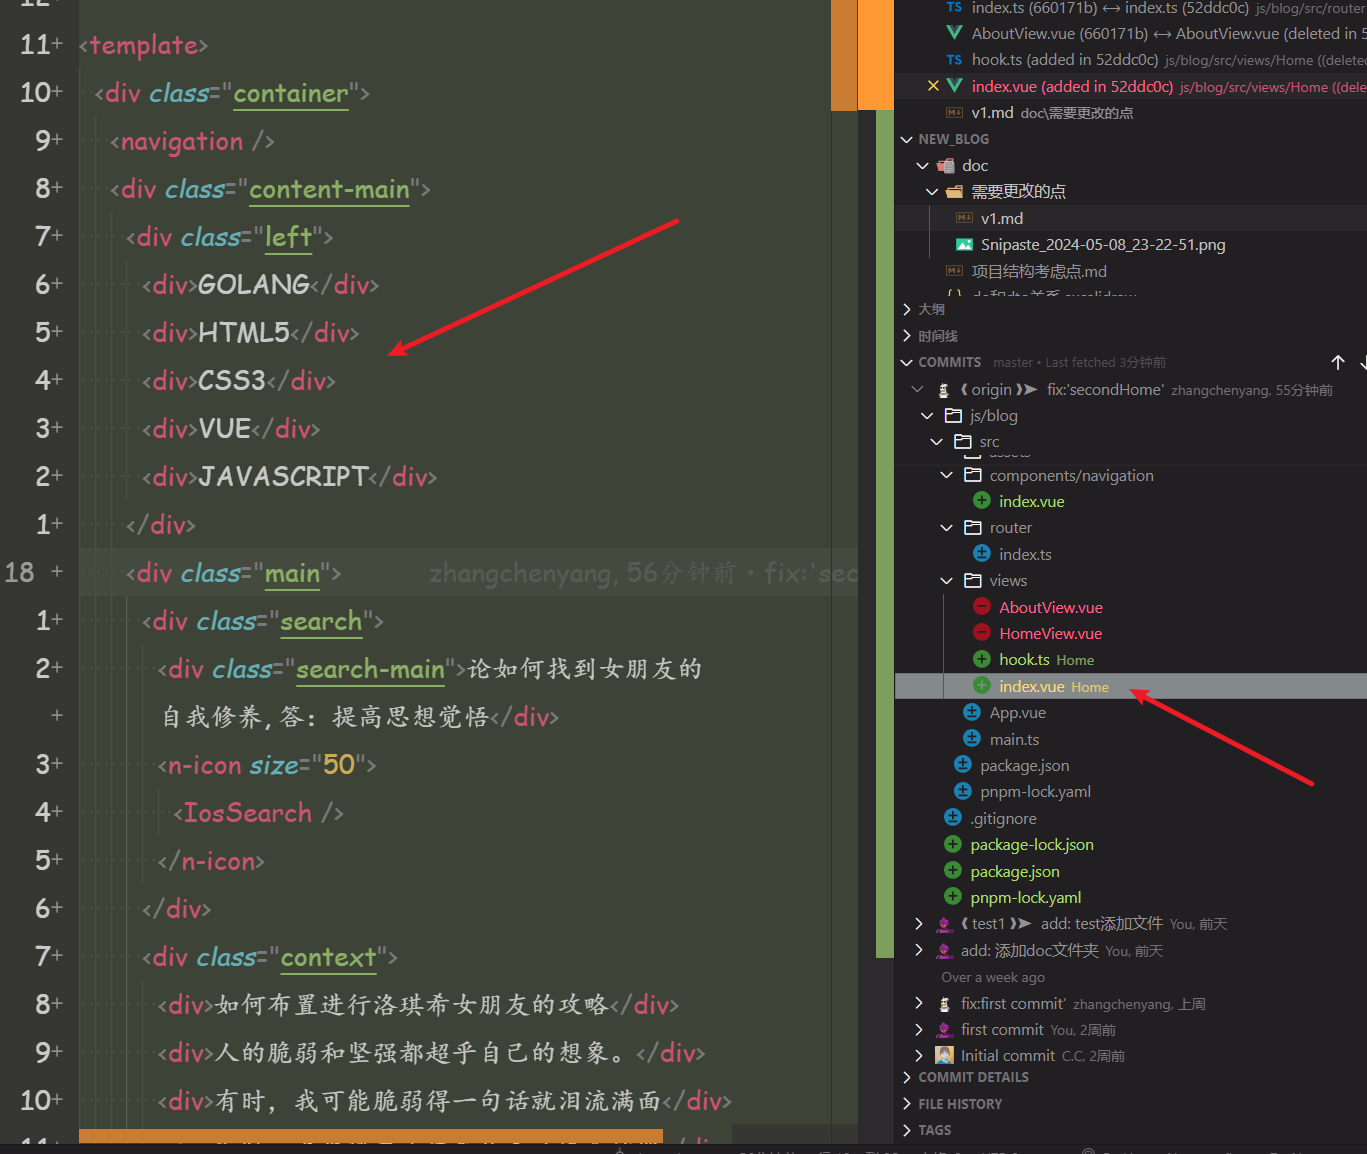 11+ <template>
10+ <div class="container">
9+ <navigation />
8+ <div class="content-main">
7+ <div class="left">
6+ <div>GOLANG</div>
5+ <div>HTML5</div>
4+ <div>CSS3</div>
3+ <div>VUE</div>
2+ <div>JAVASCRIPT</div>
1+ </div>
18 + <div class="main"> zhangchenyang, 56分钟前 • fix:'sec
1+ <div class="search">
2+ <div class="search-main">论如何找到女朋友的
+ 自我修养,答：提高思想觉悟</div>
3+ <n-icon size="50">
4+ <IosSearch />
5+ </n-icon>
6+ </div>
7+ <div class="context">
8+ <div>如何布置进行洛琪希女朋友的攻略</div>
9+ <div>人的脆弱和坚强都超乎自己的想象。</div>
10+ <div>有时，我可能脆弱得一句话就泪流满面</div>
TS index.ts (660171b) ↔ index.ts (52ddc0c) js/blog/src/router
AboutView.vue (660171b) ↔ AboutView.vue (deleted in 5
TS hook.ts (added in 52ddc0c) js/blog/src/views/Home ((delete
index.vue (added in 52ddc0c) js/blog/src/views/Home ((dele
v1.md doc\需要更改的点
NEW_BLOG
doc
需要更改的点
v1.md
Snipaste_2024-05-08_23-22-51.png
项目结构考虑点.md
大纲
时间线
COMMITS master • Last fetched 3分钟前
origin fix:'secondHome' zhangchenyang, 55分钟前
js/blog
src
assets
components/navigation
index.vue
router
index.ts
views
AboutView.vue
HomeView.vue
hook.ts Home
index.vue Home
App.vue
main.ts
package.json
pnpm-lock.yaml
.gitignore
package-lock.json
package.json
pnpm-lock.yaml
test1 add: test添加文件 You, 前天
add: 添加doc文件夹 You, 前天
Over a week ago
fix:first commit' zhangchenyang, 上周
first commit You, 2周前
Initial commit C.C, 2周前
COMMIT DETAILS
FILE HISTORY
TAGS